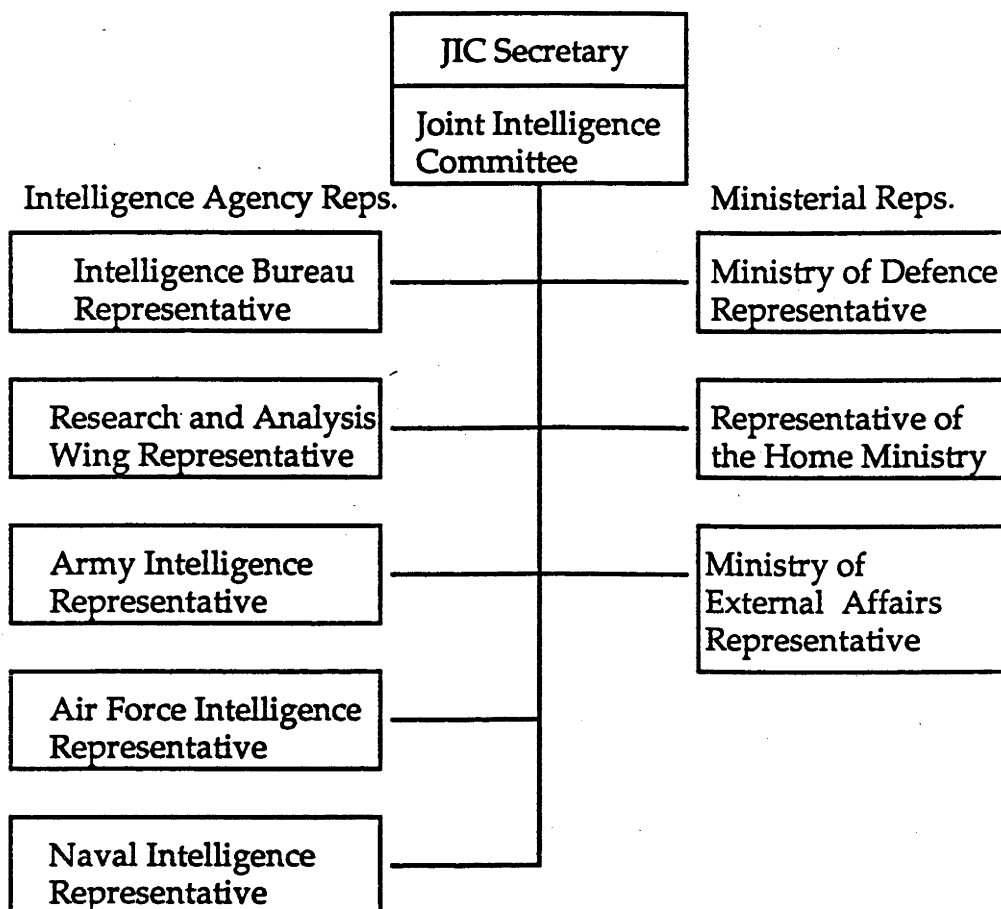 JIC Secretary
Joint Intelligence
Committee
Intelligence Agency Reps.
Intelligence Bureau
Representative
Research and Analysis
Wing Representative
Army Intelligence
Representative
Air Force Intelligence
Representative
Naval Intelligence
Representative
Ministerial Reps.
Ministry of Defence
Representative
Representative of
the Home Ministry
Ministry of
External Affairs
Representative